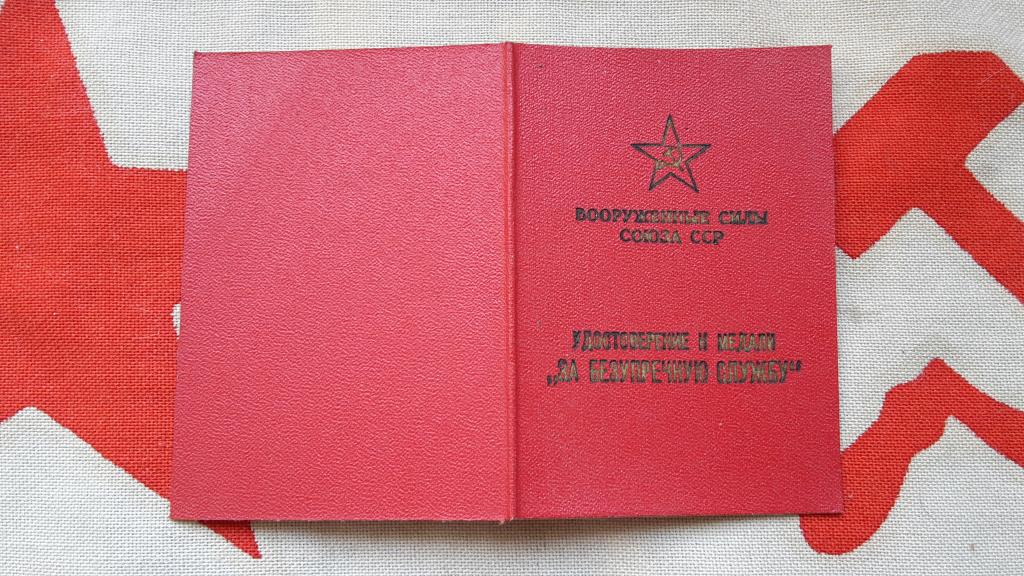 ВООРУЖЕННЫЕ СИЛЫ
СОЮЗА ССР
УДОСТОВЕРЕНИЕ К МЕДАЛИ
„ЗА БЕЗУПРЕЧНУЮ СЛУЖБУ“